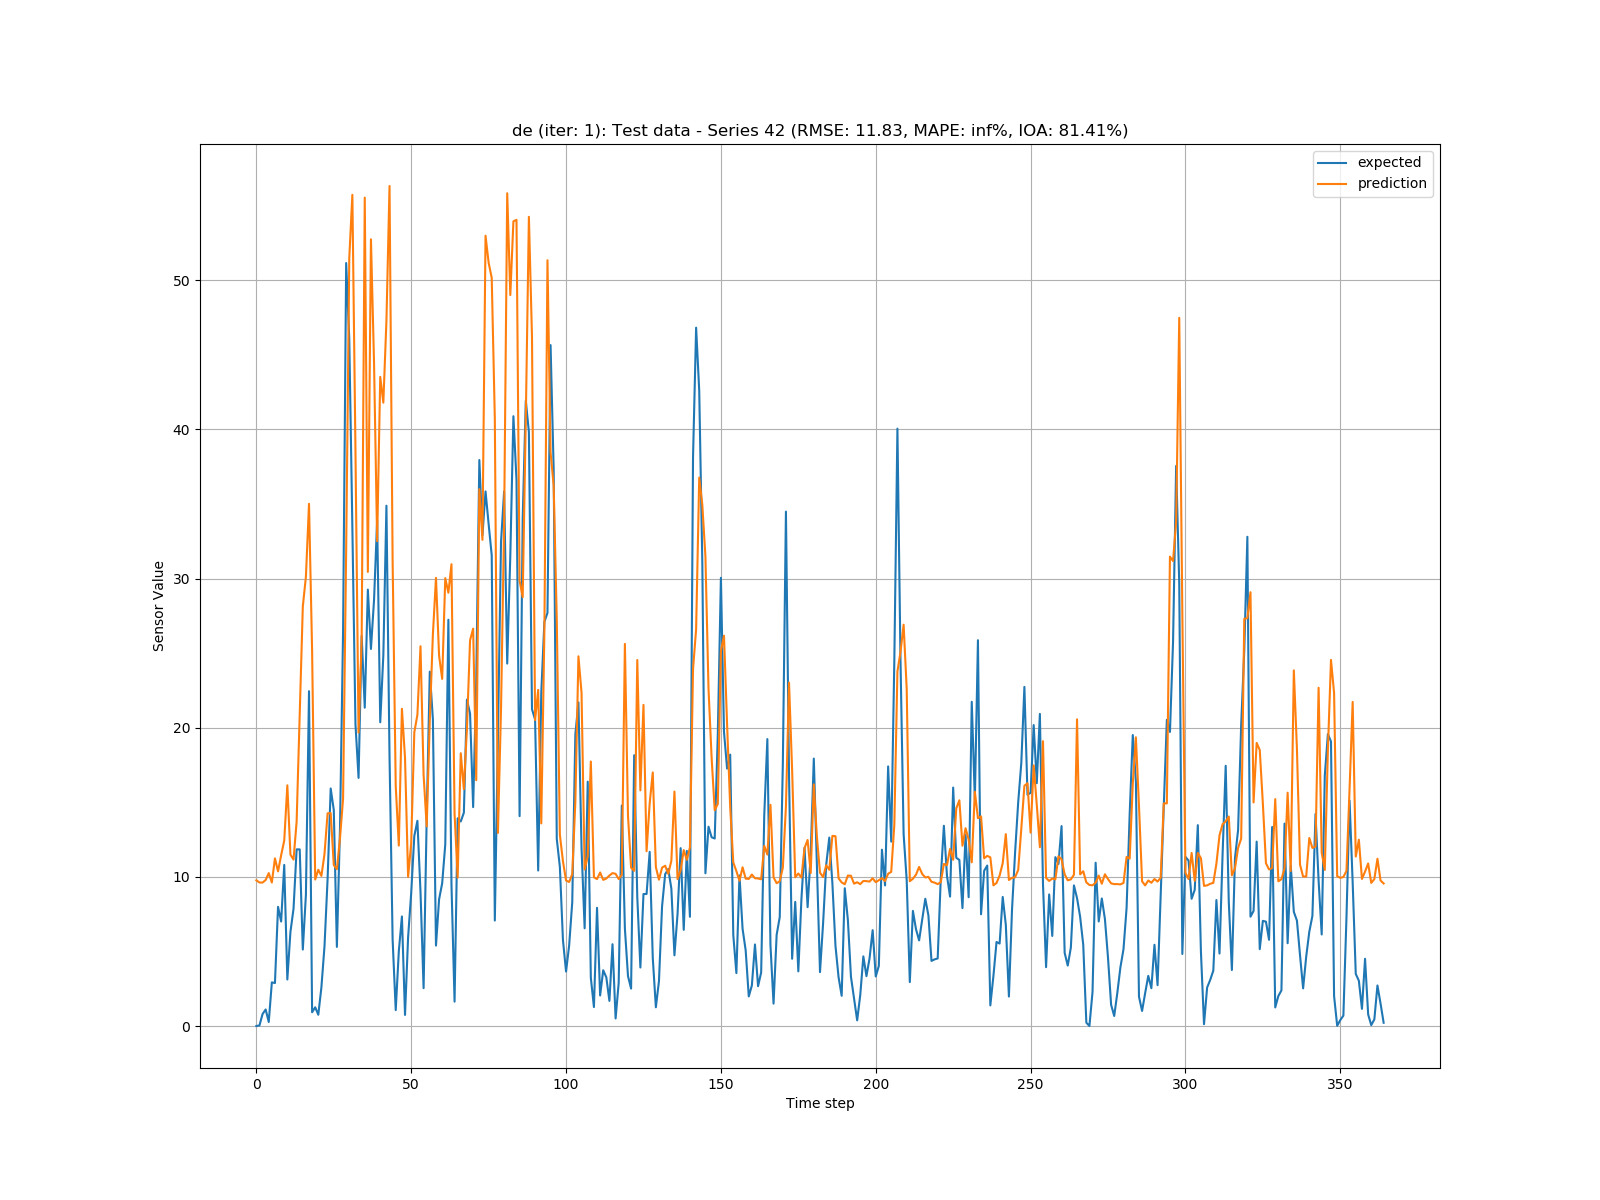 de (iter: 1): Test data - Series 42 (RMSE: 11.83, MAPE: inf%, IOA: 81.41%)
expected
prediction
50
40
30
20
10
0
Sensor Value
0 50 100 150 200 250 300 350
Time step